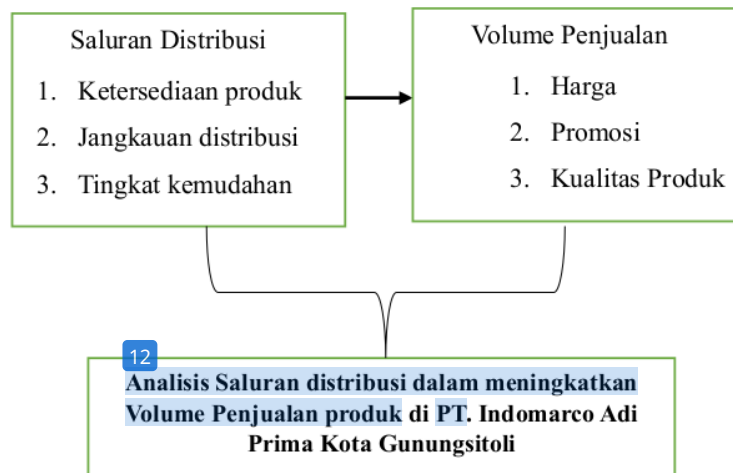 Saluran Distribusi
1. Ketersediaan produk
2. Jangkauan distribusi
3. Tingkat kemudahan
Volume Penjualan
1. Harga
2. Promosi
3. Kualitas Produk
12
Analisis Saluran distribusi dalam meningkatkan
Volume Penjualan produk di PT. Indomarco Adi
Prima Kota Gunungsitoli